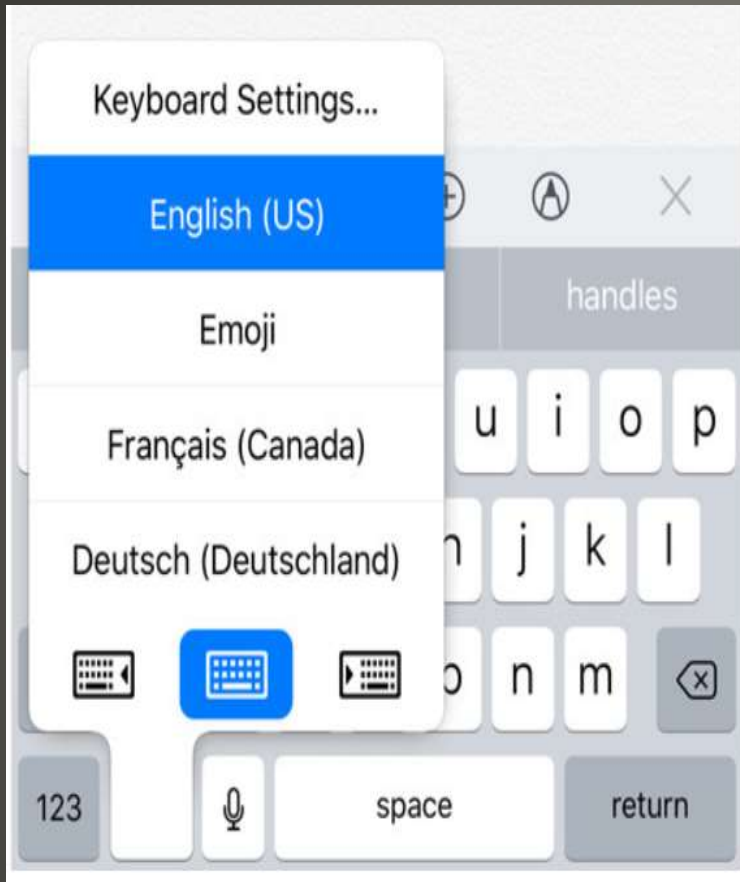 Keyboard Settings...
English (US)
Emoji
handles
Français (Canada)
u i o p
Deutsch (Deutschland)
j k l
n m
123 space return